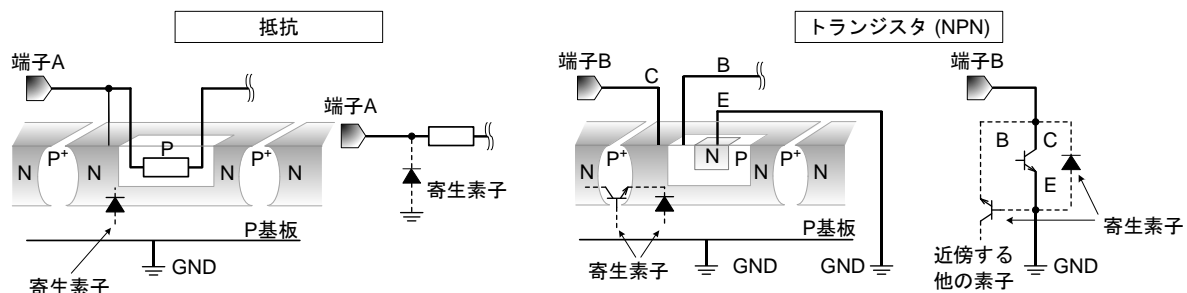 抵抗
端子A
P
N
P+
N
N
P+
N
P基板
寄生素子
GND
端子A
寄生素子
トランジスタ (NPN)
端子B
C
B
E
N
P+
N
N
P
N
P+
N
P基板
寄生素子
GND
GND
端子B
B
C
E
寄生素子
近傍する
他の素子
GND